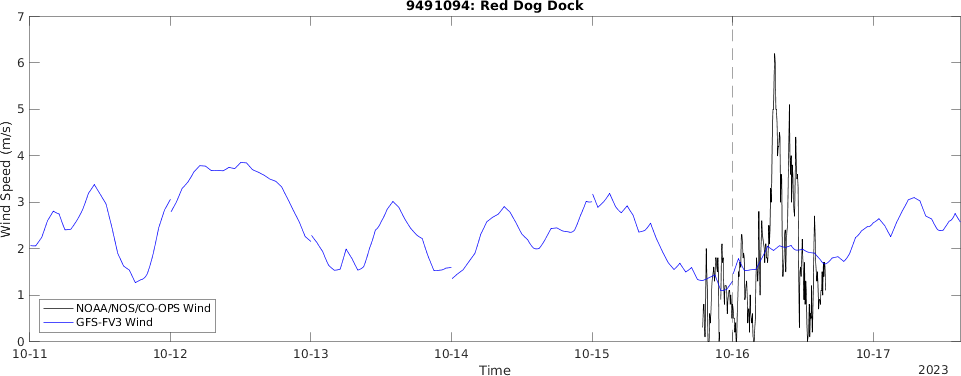 9491094: Red Dog Dock
7
6
5
4
3
2
1
0
Wind Speed (m/s)
NOAA/NOS/CO-OPS Wind
GFS-FV3 Wind
10-11 10-12 10-13 10-14 10-15 10-16 10-17
Time
2023